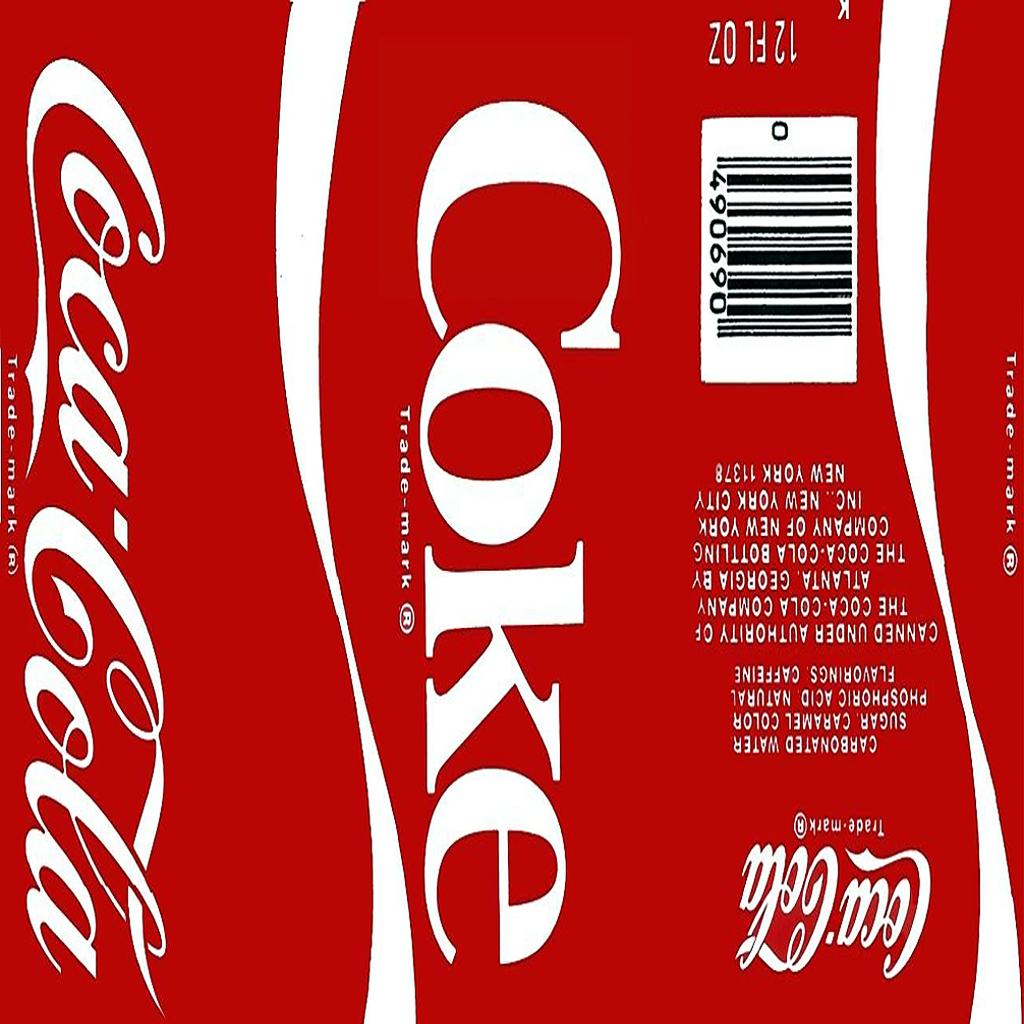 Coca-Cola
Trade-mark ®
Coke
Trade-mark ®
Coca-Cola
Trade-mark ®
CARBONATED WATER
SUGAR, CARAMEL COLOR
PHOSPHORIC ACID, NATURAL
FLAVORINGS, CAFFEINE
CANNED UNDER AUTHORITY OF
THE COCA-COLA COMPANY
ATLANTA, GEORGIA BY
THE COCA-COLA BOTTLING
COMPANY OF NEW YORK
INC., NEW YORK CITY
NEW YORK 11378
0
4906990
12 FL OZ
K
Trade-mark ®